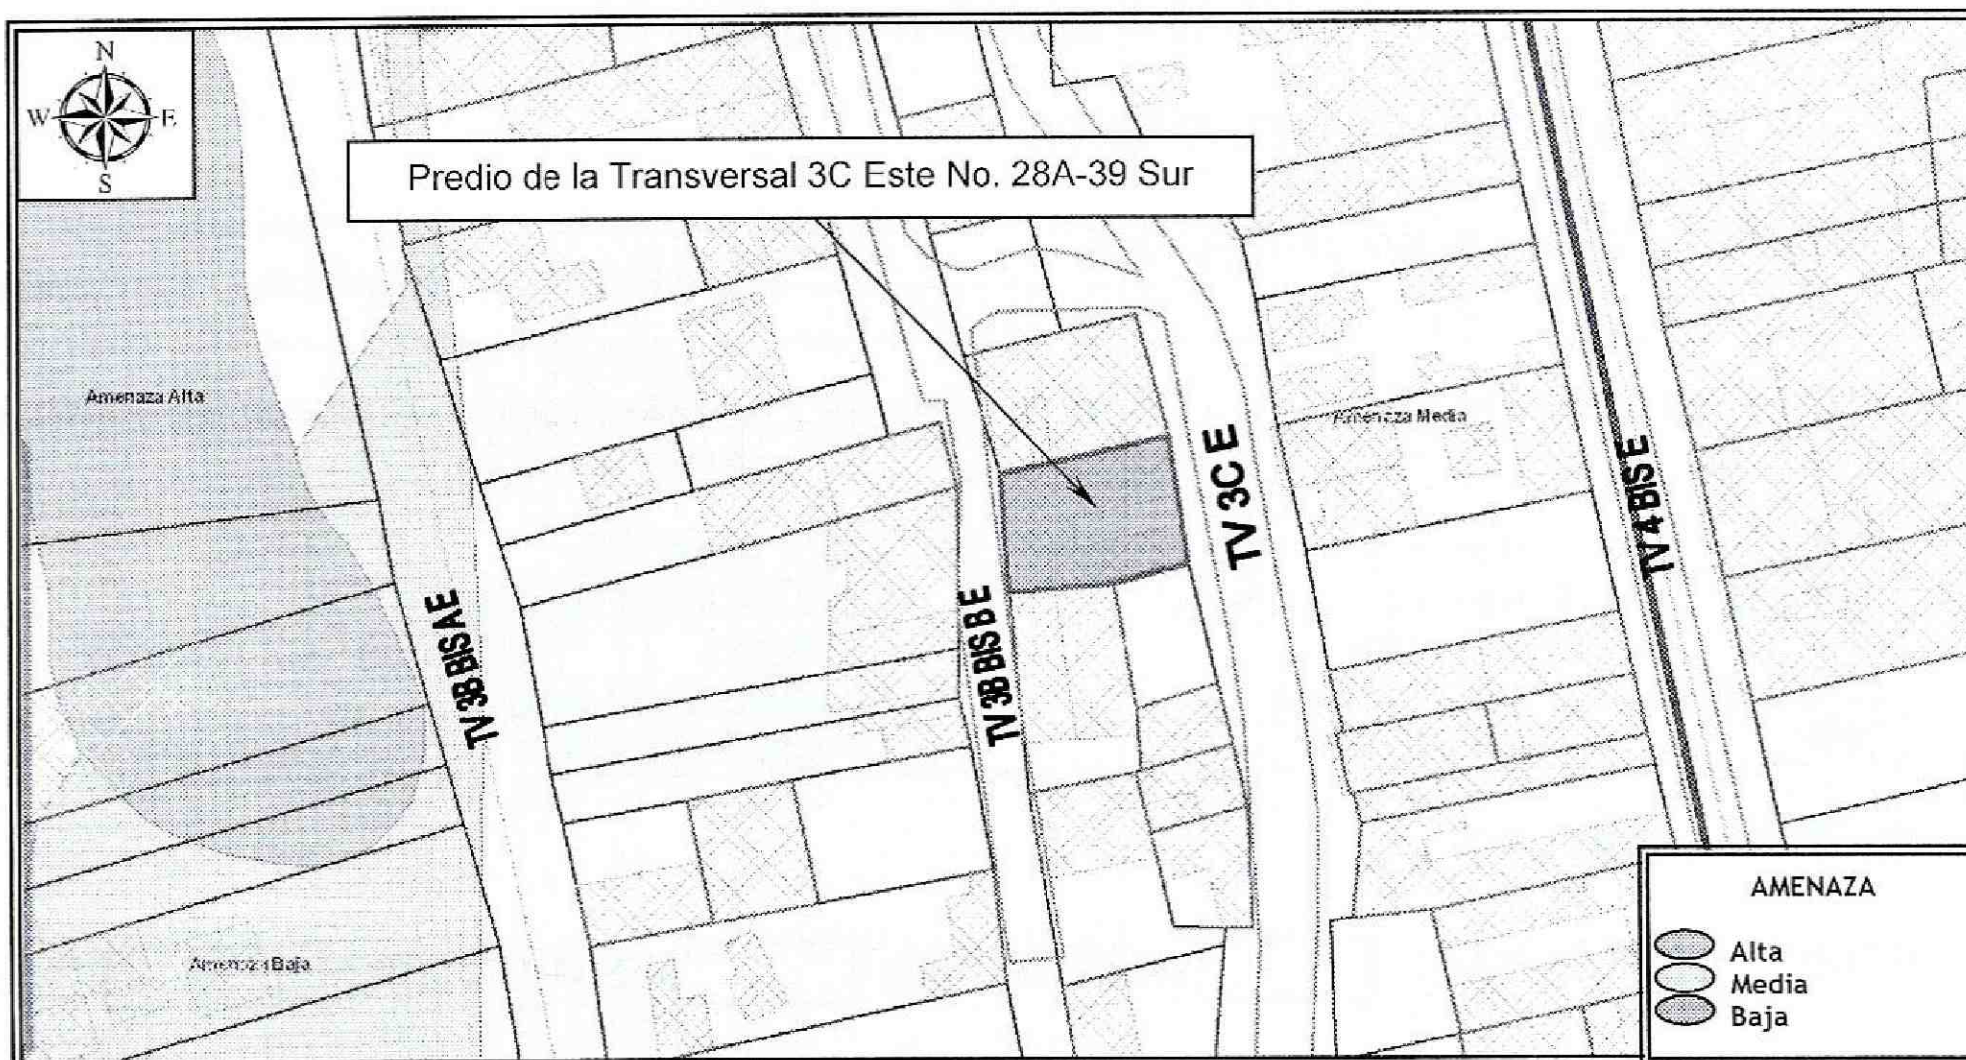 N
W E
S
Predio de la Transversal 3C Este No. 28A-39 Sur
Amenaza Alta
Amenaza Media
TV 3C E
TV 4 BIS E
TV 3B BIS A E
TV 3B BIS B E
Amenaza Baja
AMENAZA
Alta
Media
Baja